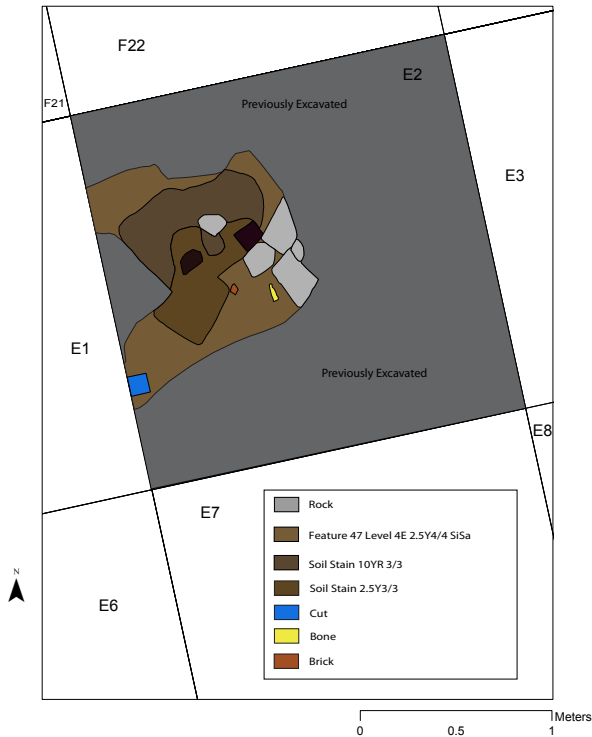 F22
E2
F21
Previously Excavated
E3
E1
Previously Excavated
E8
E7
Rock
Feature 47 Level 4E 2.5Y4/4 SiSa
Soil Stain 10YR 3/3
Soil Stain 2.5Y3/3
Cut
Bone
Brick
N
E6
Meters
0 0.5 1